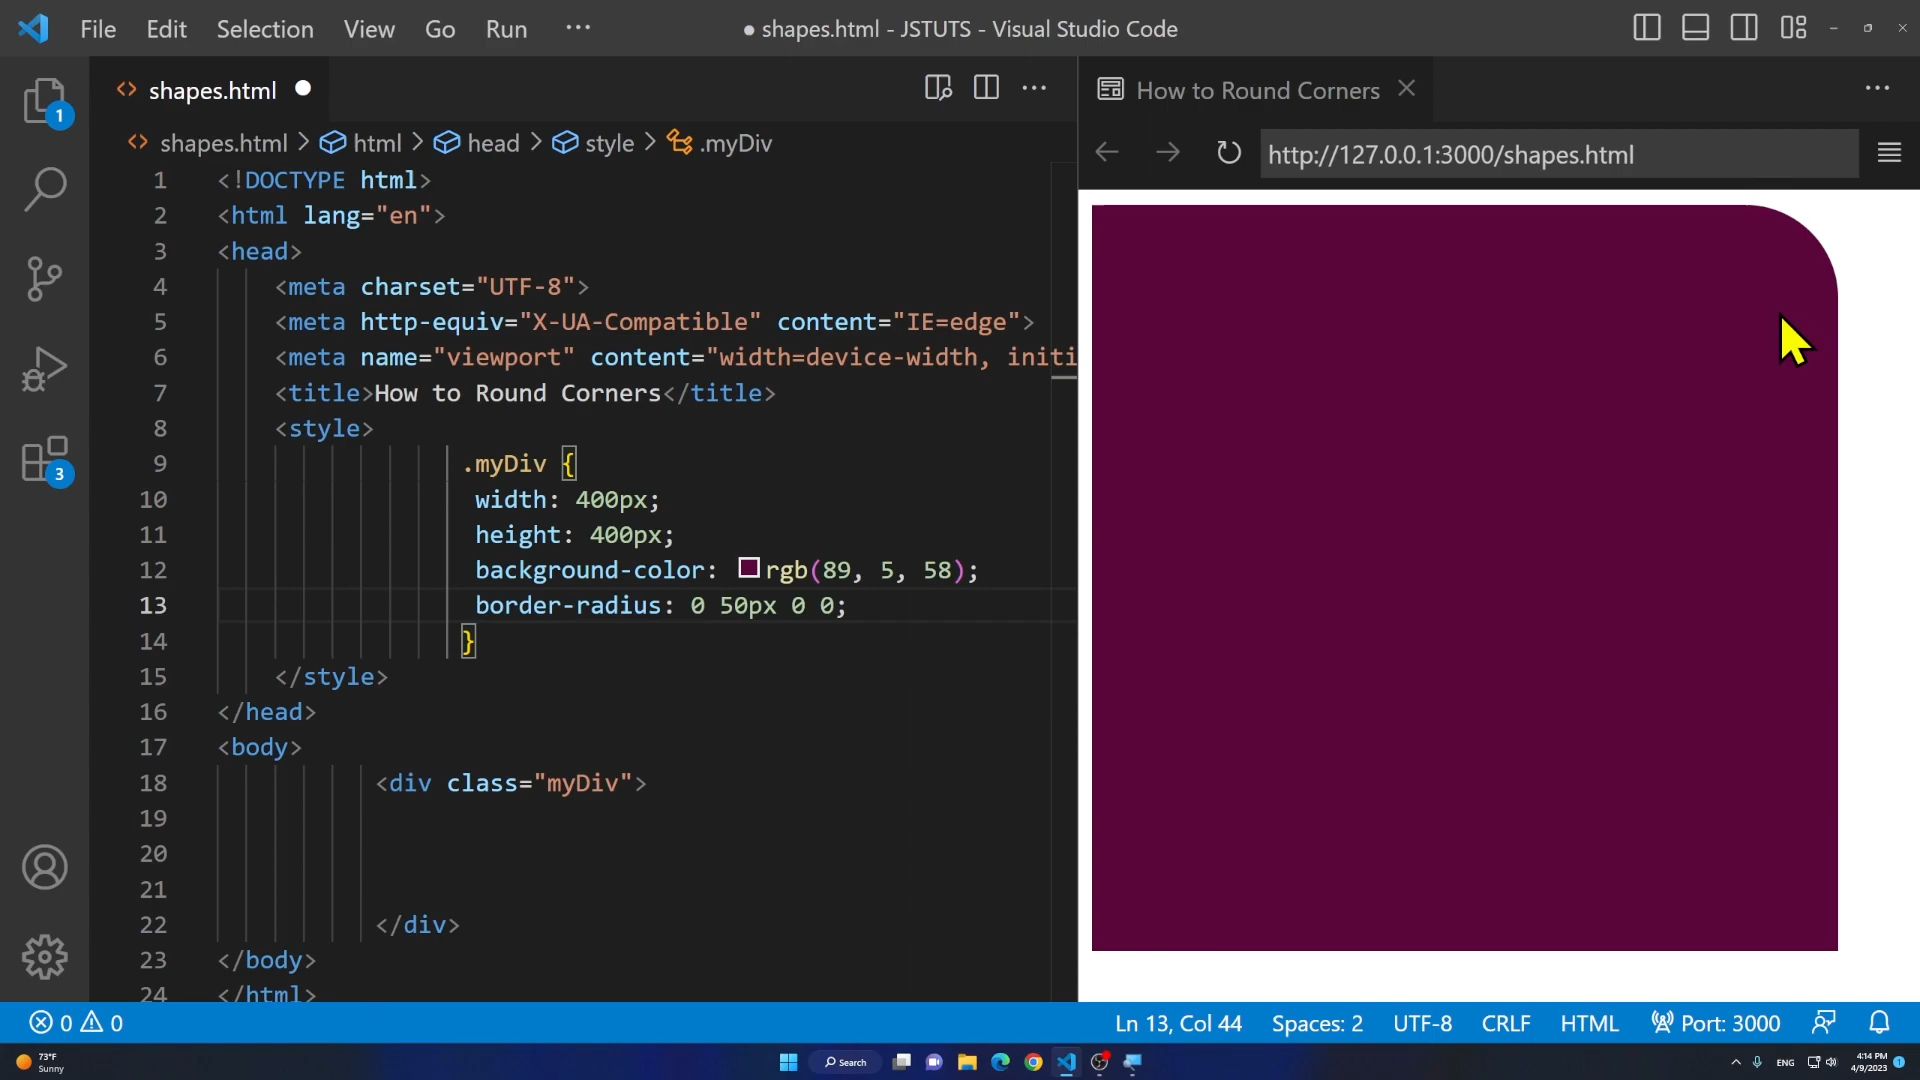 File Edit Selection View Go Run ···
● shapes.html - JSTUTS - Visual Studio Code
shapes.html
How to Round Corners
shapes.html > html > head > style > .myDiv
http://127.0.0.1:3000/shapes.html
1 <!DOCTYPE html>
2 <html lang="en">
3 <head>
4 <meta charset="UTF-8">
5 <meta http-equiv="X-UA-Compatible" content="IE=edge">
6 <meta name="viewport" content="width=device-width, initi
7 <title>How to Round Corners</title>
8 <style>
9 .myDiv {
10 width: 400px;
11 height: 400px;
12 background-color: rgb(89, 5, 58);
13 border-radius: 0 50px 0 0;
14 }
15 </style>
16 </head>
17 <body>
18 <div class="myDiv">
19
20
21
22 </div>
23 </body>
24 </html>
1
3
0 0
Ln 13, Col 44 Spaces: 2 UTF-8 CRLF HTML Port: 3000
73°F
Sunny
Search
ENG
4:14 PM
4/9/2023
1